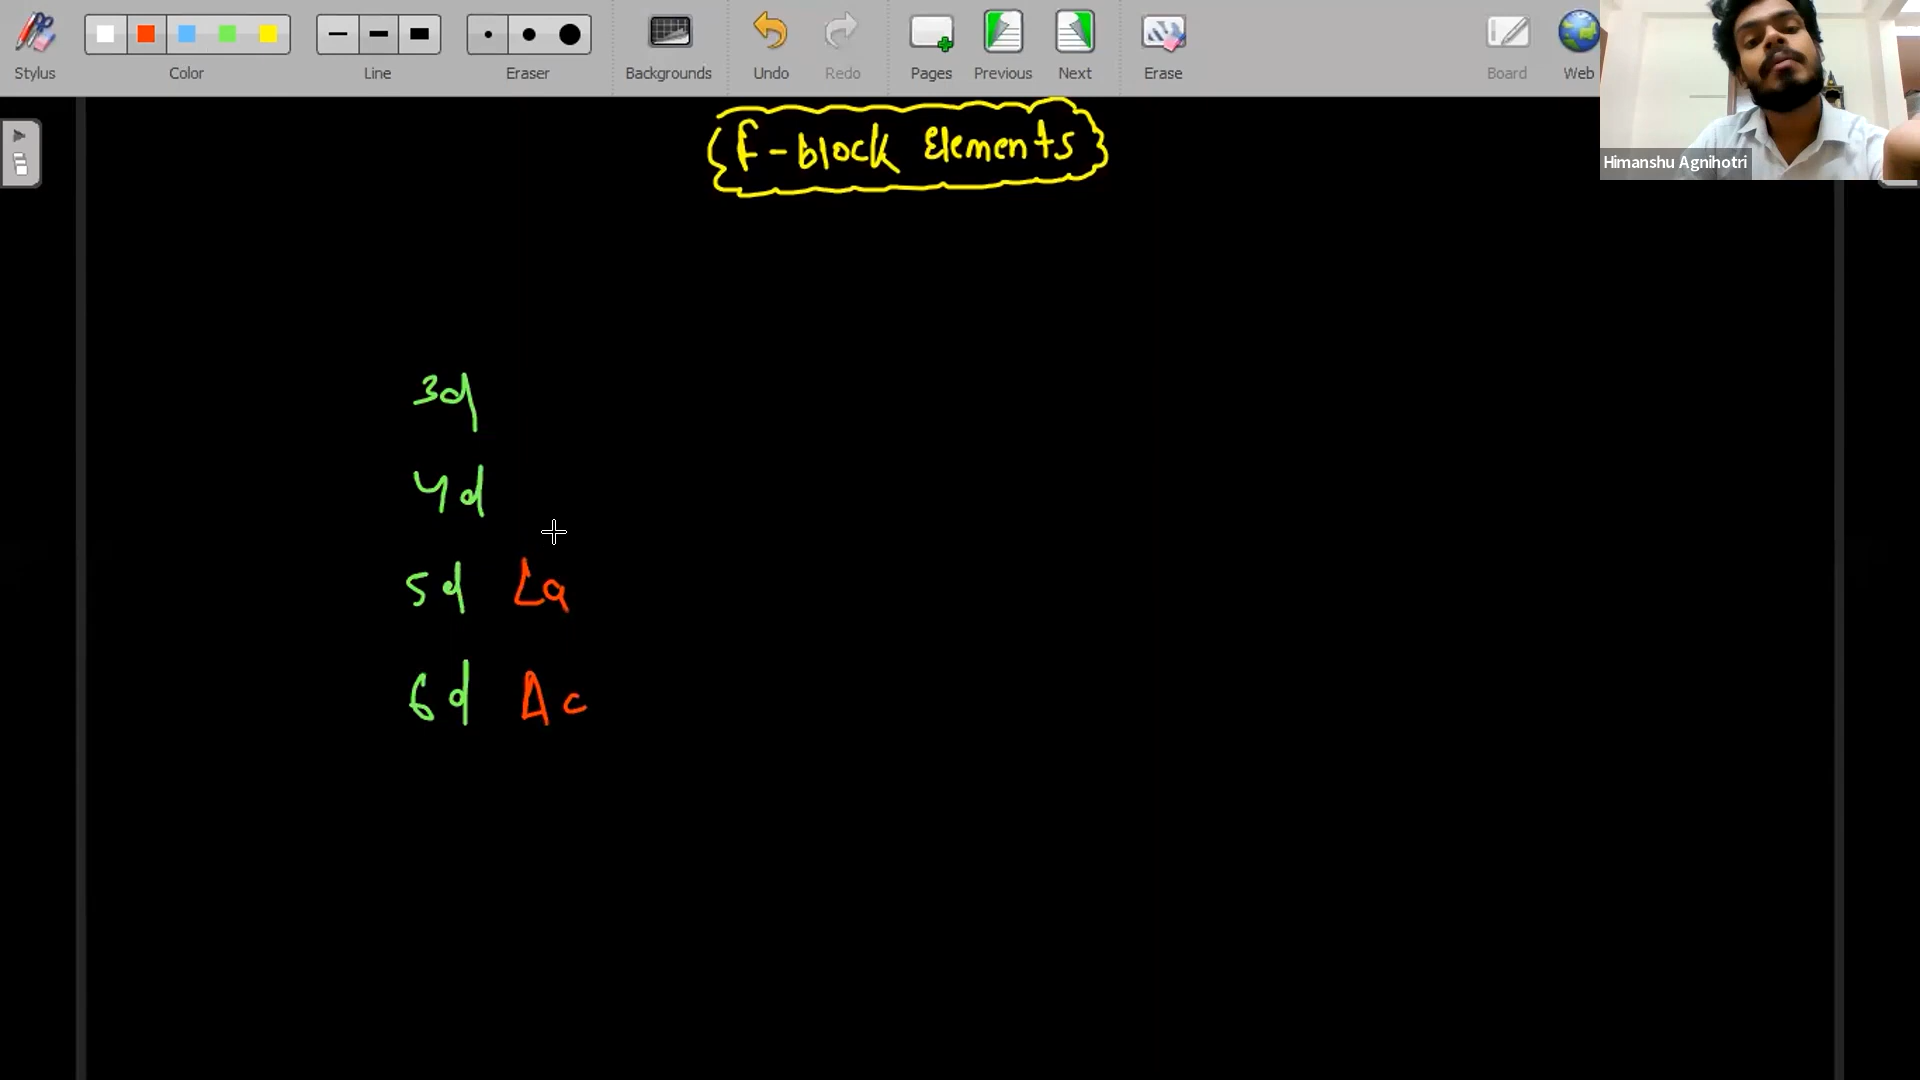 Stylus
Color
Line
Eraser
Backgrounds
Undo
Redo
Pages
Previous
Next
Erase
Board
Web
Himanshu Agnihotri
F-block Elements
3d
4d
5d La
6d Ac